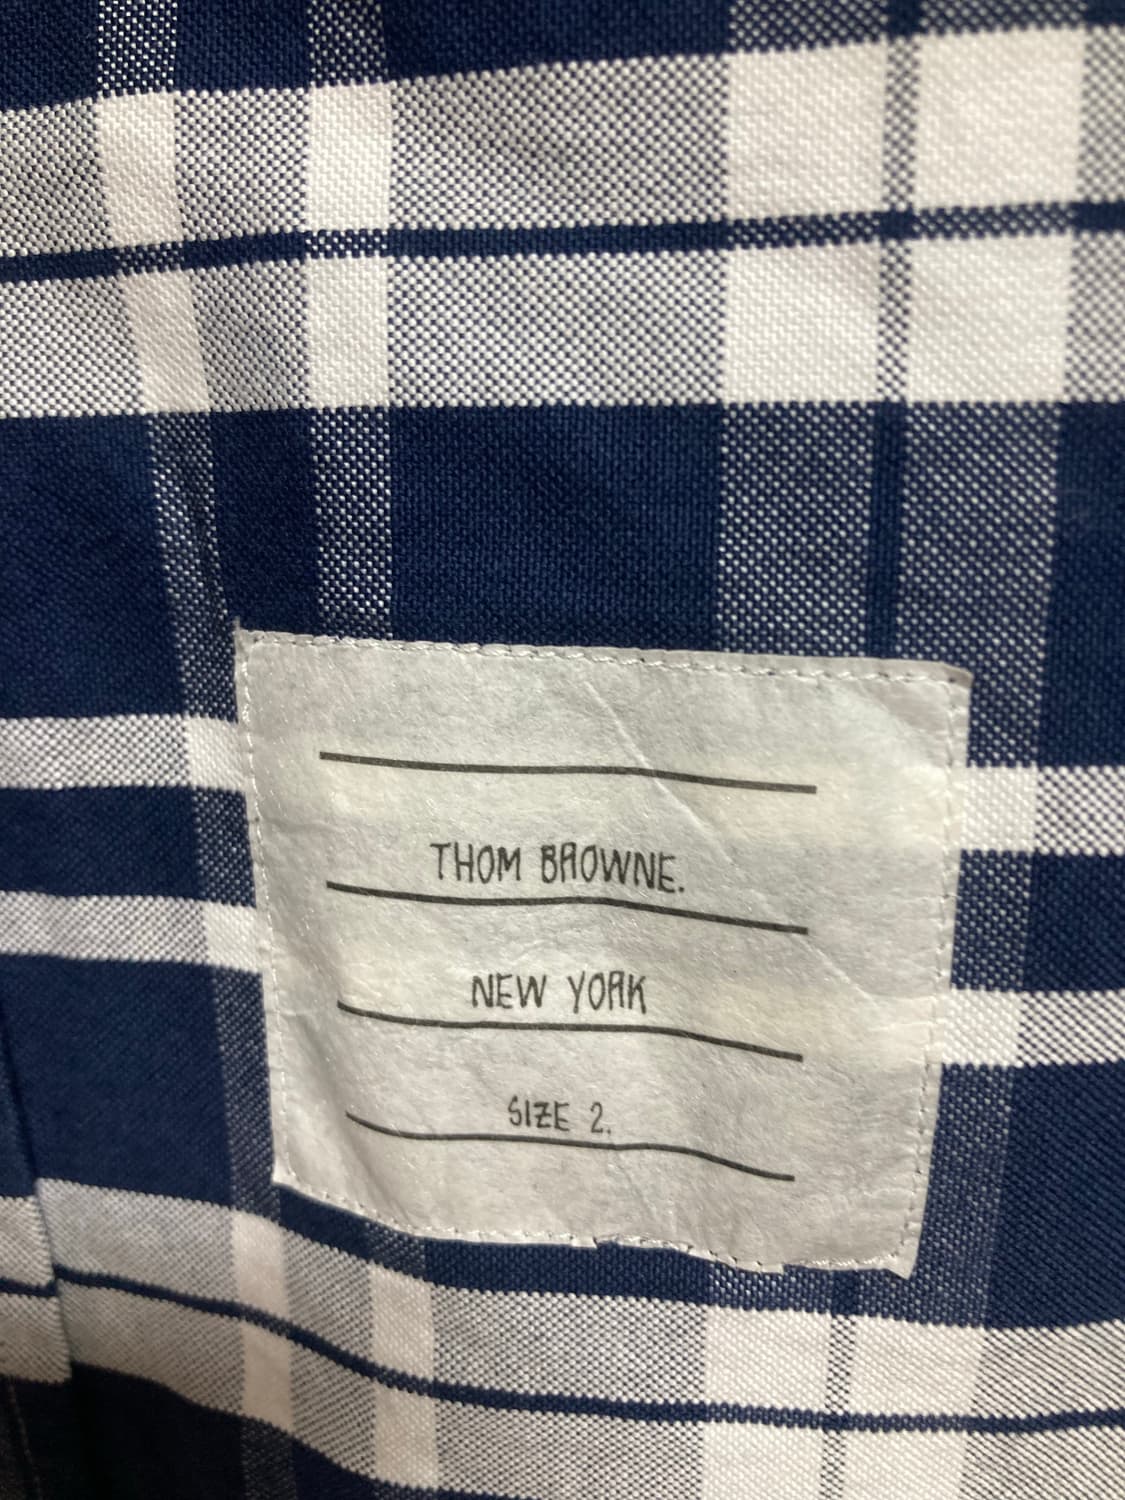 THOM BROWNE.
NEW YORK
SIZE 2.